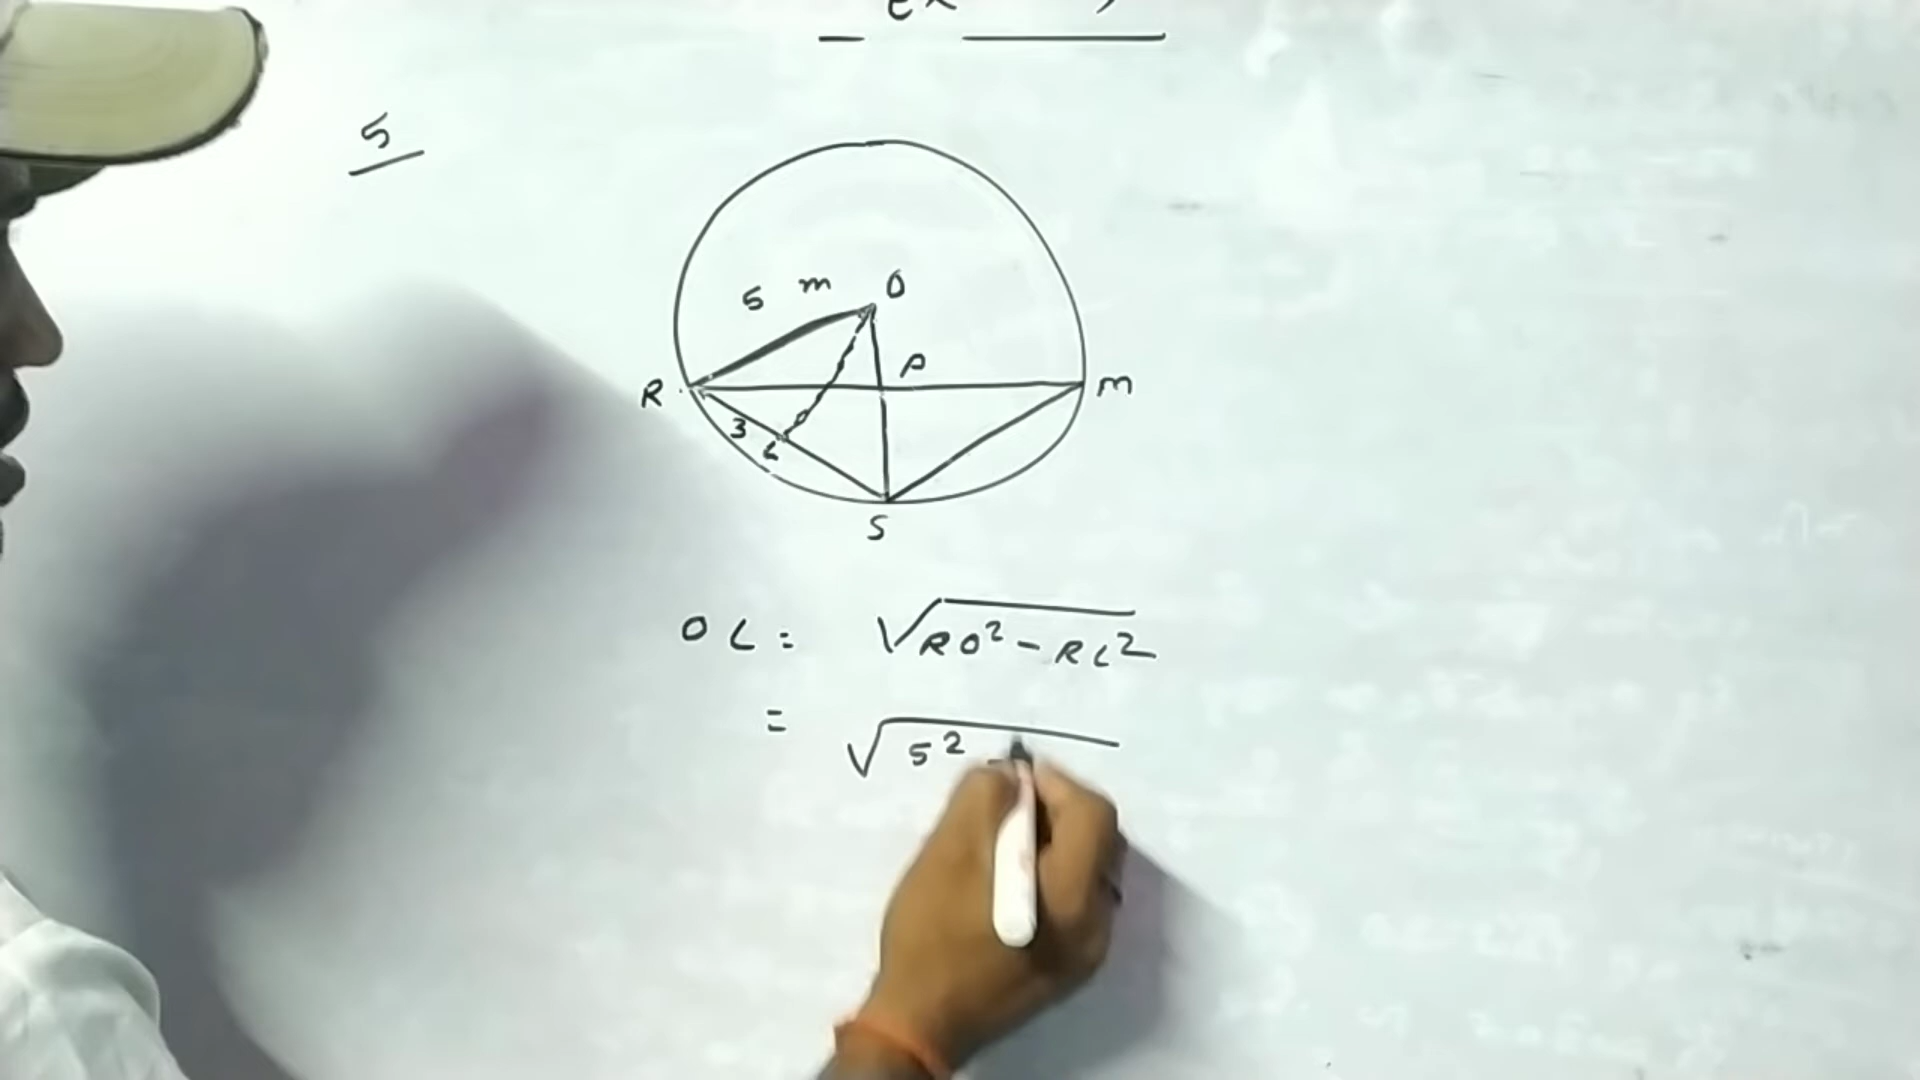 5
5 m O
P
R M
3
L
S
OL = √RO² - RL²
= √5² -